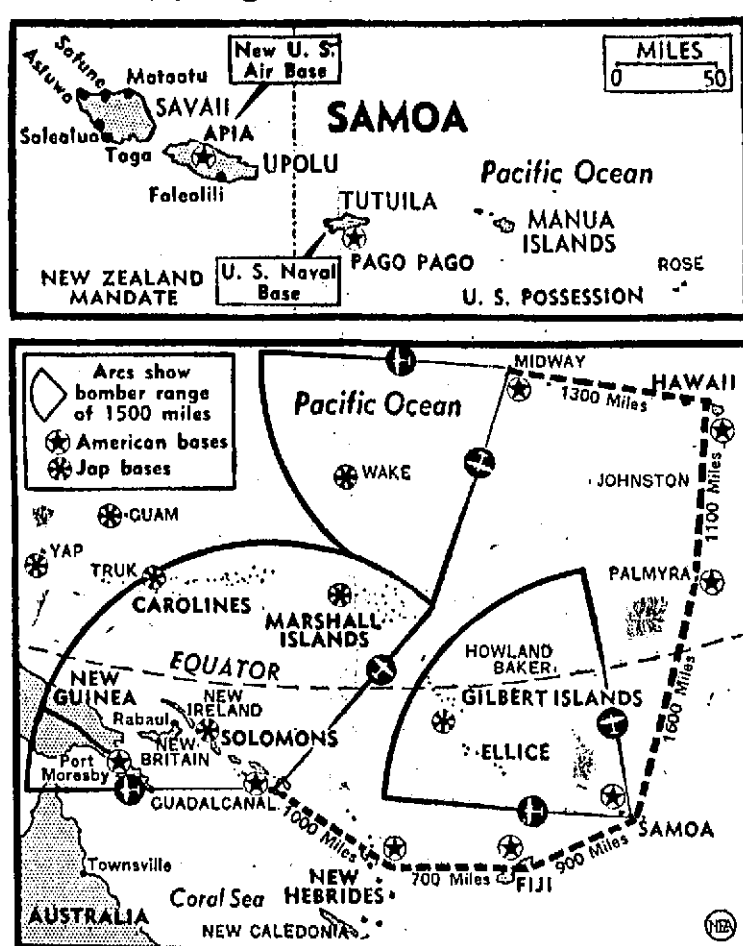 New U. S.
Air Base
MILES
0 50
Safune
Asfuwo
Mataatu
SAVAII
SAMOA
Salealua
APIA
Taga
UPOLU
Pacific Ocean
Faleolili
TUTUILA
MANUA
ISLANDS
PAGO PAGO
NEW ZEALAND
MANDATE
U. S. Naval
Base
ROSE
U. S. POSSESSION
Arcs show
bomber range
of 1500 miles
American bases
Jap bases
MIDWAY
HAWAII
1300 Miles
Pacific Ocean
WAKE
JOHNSTON
1100 Miles
GUAM
YAP
TRUK
CAROLINES
PALMYRA
MARSHALL
ISLANDS
EQUATOR
HOWLAND
BAKER
NEW
GUINEA
NEW
IRELAND
GILBERT ISLANDS
1600 Miles
Rabaul
SOLOMONS
NEW
BRITAIN
ELLICE
Port
Moresby
GUADALCANAL
SAMOA
1000 Miles
900 Miles
700 Miles
Townsville
FIJI
Coral Sea
NEW
HEBRIDES
AUSTRALIA
NEW CALEDONIA
NEA